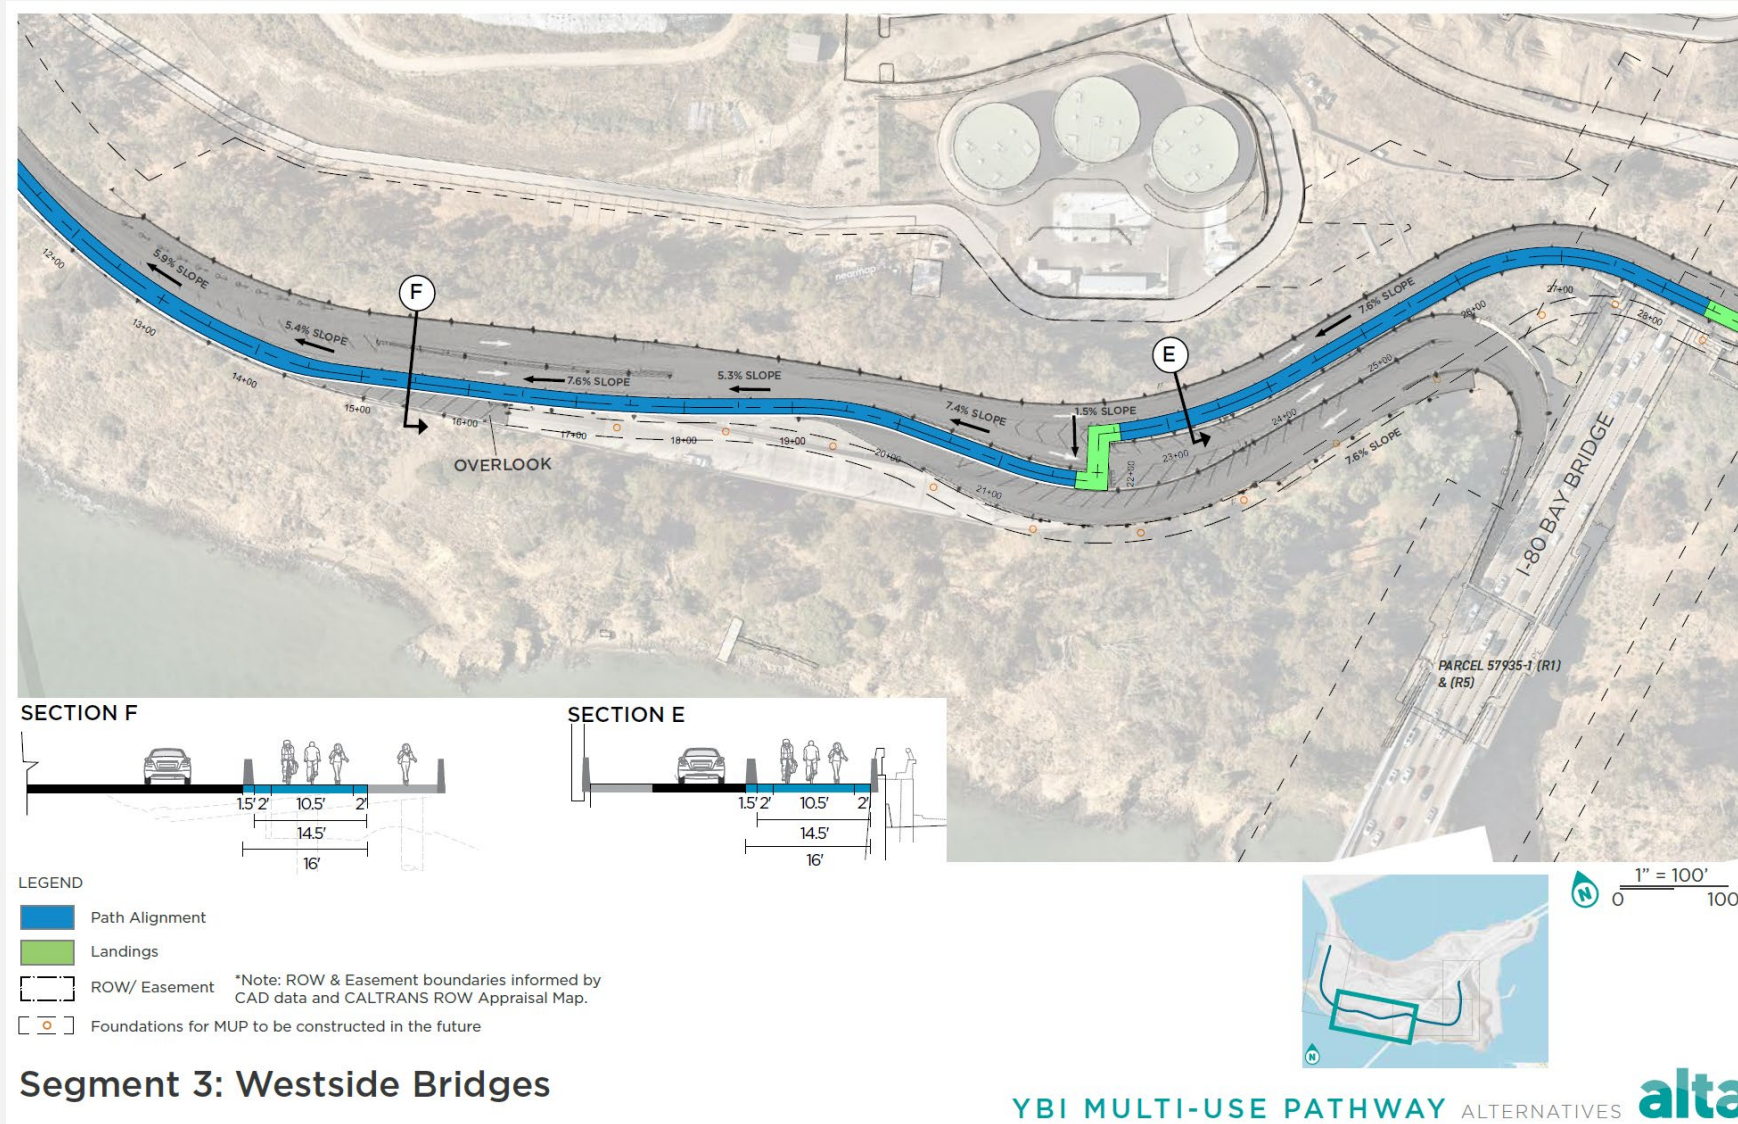 12+00
13+00
14+00
15+00
16+00
17+00
18+00
19+00
20+00
21+00
22+00
23+00
24+00
25+00
26+00
27+00
28+00
5.9% SLOPE
5.4% SLOPE
F
7.6% SLOPE
5.3% SLOPE
7.4% SLOPE
1.5% SLOPE
E
7.6% SLOPE
7.6% SLOPE
nearmap
OVERLOOK
I-80 BAY BRIDGE
PARCEL 57935-1 (R1)
& (R5)
SECTION F
1.5' 2' 10.5' 2'
14.5'
16'
SECTION E
1.5' 2' 10.5' 2'
14.5'
16'
LEGEND
Path Alignment
Landings
ROW/ Easement
*Note: ROW & Easement boundaries informed by
CAD data and CALTRANS ROW Appraisal Map.
Foundations for MUP to be constructed in the future
N
1" = 100'
0 100
N
Segment 3: Westside Bridges
YBI MULTI-USE PATHWAY ALTERNATIVES
alta